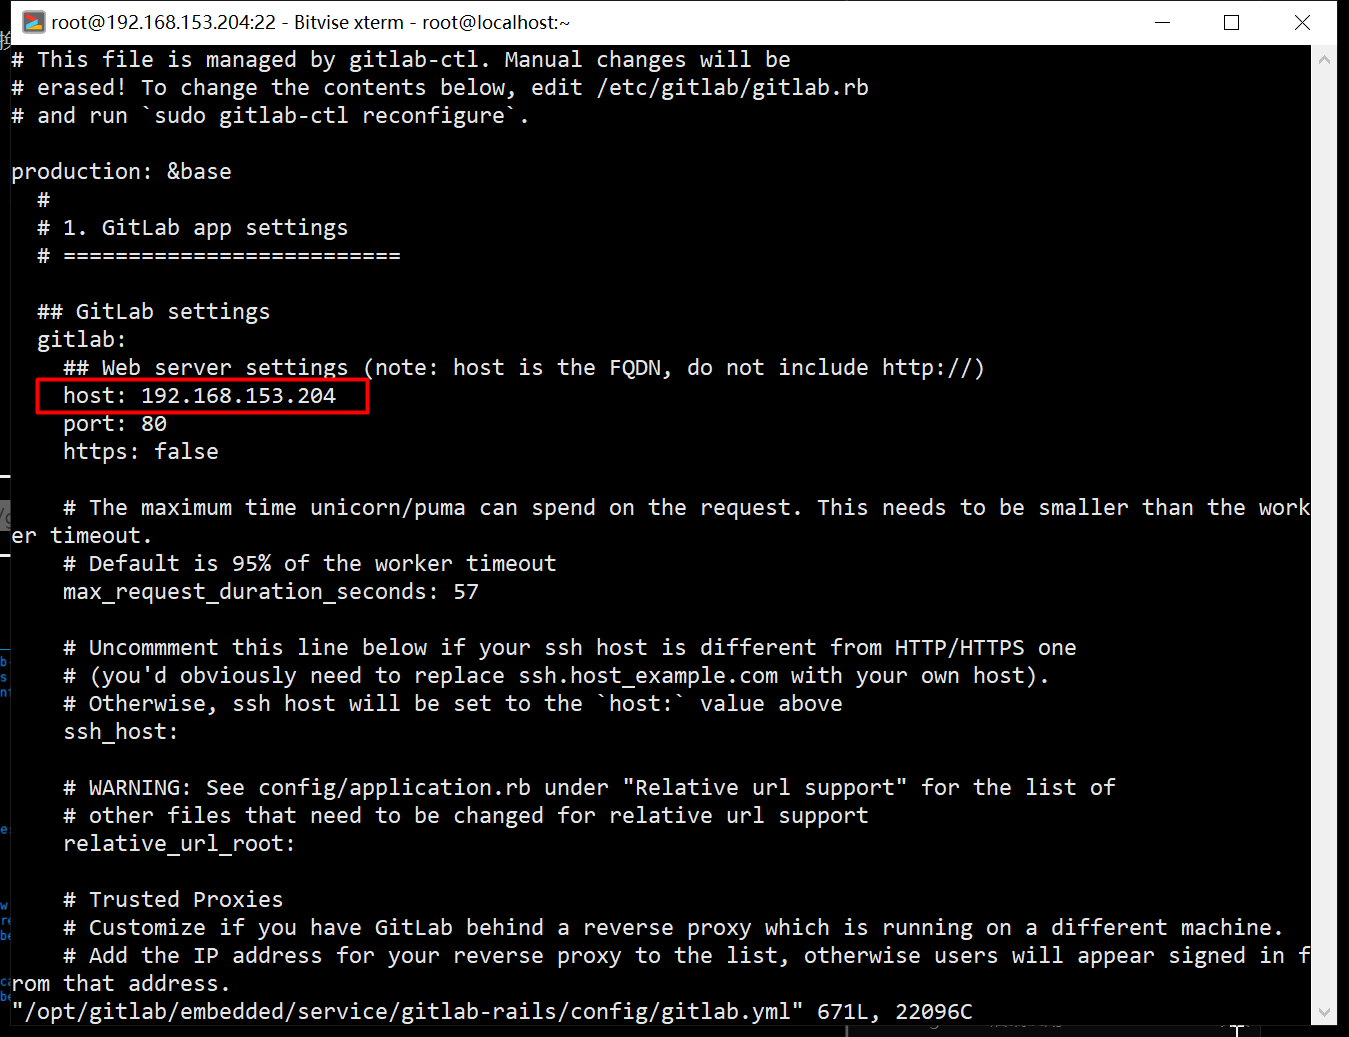 root@192.168.153.204:22 - Bitvise xterm - root@localhost:~
# This file is managed by gitlab-ctl. Manual changes will be
# erased! To change the contents below, edit /etc/gitlab/gitlab.rb
# and run `sudo gitlab-ctl reconfigure`.
production: &base
#
# 1. GitLab app settings
# ==========================
## GitLab settings
gitlab:
## Web server settings (note: host is the FQDN, do not include http://)
host: 192.168.153.204
port: 80
https: false
# The maximum time unicorn/puma can spend on the request. This needs to be smaller than the work
er timeout.
# Default is 95% of the worker timeout
max_request_duration_seconds: 57
# Uncommment this line below if your ssh host is different from HTTP/HTTPS one
# (you'd obviously need to replace ssh.host_example.com with your own host).
# Otherwise, ssh host will be set to the `host:` value above
ssh_host:
# WARNING: See config/application.rb under "Relative url support" for the list of
# other files that need to be changed for relative url support
relative_url_root:
# Trusted Proxies
# Customize if you have GitLab behind a reverse proxy which is running on a different machine.
# Add the IP address for your reverse proxy to the list, otherwise users will appear signed in f
rom that address.
"/opt/gitlab/embedded/service/gitlab-rails/config/gitlab.yml" 671L, 22096C